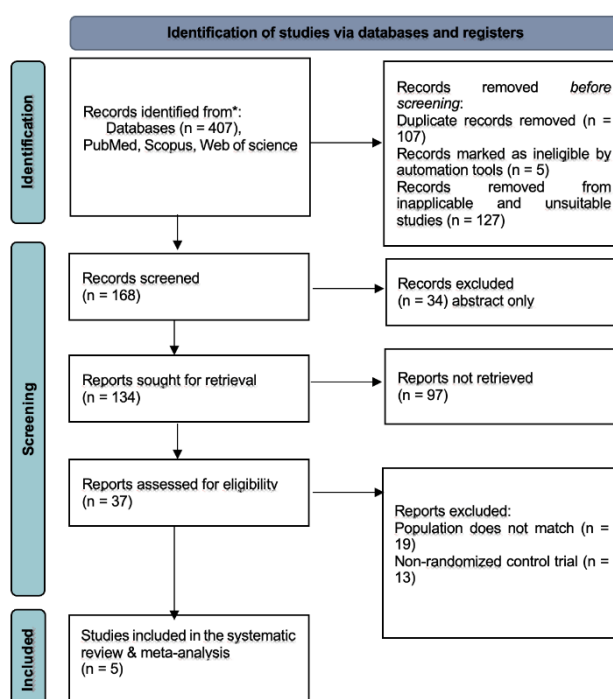 Identification of studies via databases and registers
Identification
Records identified from*:
Databases (n = 407),
PubMed, Scopus, Web of science
Records removed before
screening:
Duplicate records removed (n =
107)
Records marked as ineligible by
automation tools (n = 5)
Records removed from
inapplicable and unsuitable
studies (n = 127)
Screening
Records screened
(n = 168)
Records excluded
(n = 34) abstract only
Reports sought for retrieval
(n = 134)
Reports not retrieved
(n = 97)
Reports assessed for eligibility
(n = 37)
Reports excluded:
Population does not match (n =
19)
Non-randomized control trial (n =
13)
Included
Studies included in the systematic
review & meta-analysis
(n = 5)